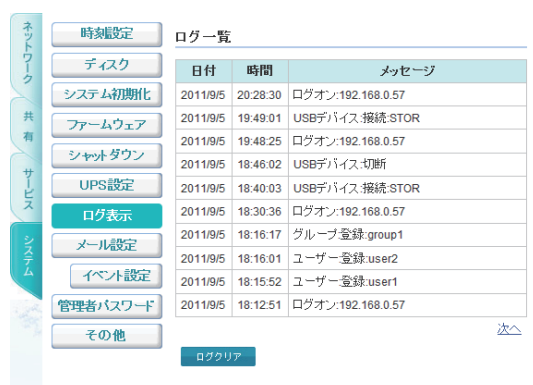 ネットワーク
共有
サービス
システム
時刻設定
ディスク
システム初期化
ファームウェア
シャットダウン
UPS設定
ログ表示
メール設定
イベント設定
管理者パスワード
その他
ログ一覧
日付 時間 メッセージ
2011/9/5 20:28:30 ログオン:192.168.0.57
2011/9/5 19:49:01 USBデバイス:接続:STOR
2011/9/5 19:48:25 ログオン:192.168.0.57
2011/9/5 18:46:02 USBデバイス:切断
2011/9/5 18:40:03 USBデバイス:接続:STOR
2011/9/5 18:30:36 ログオン:192.168.0.57
2011/9/5 18:16:17 グループ:登録:group1
2011/9/5 18:16:01 ユーザー:登録:user2
2011/9/5 18:15:52 ユーザー:登録:user1
2011/9/5 18:12:51 ログオン:192.168.0.57
次へ
ログクリア